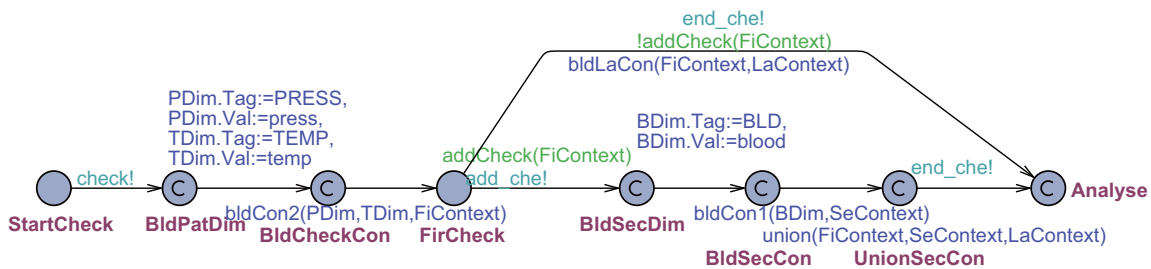 end_che!
!addCheck(FiContext)
bldLaCon(FiContext,LaContext)
PDim.Tag:=PRESS,
PDim.Val:=press,
TDim.Tag:=TEMP,
TDim.Val:=temp
BDim.Tag:=BLD,
BDim.Val:=blood
addCheck(FiContext)
check!
add_che!
end_che!
C
C
C
C
C
C
Analyse
StartCheck
BldPatDim
bldCon2(PDim,TDim,FiContext)
BldCheckCon
FirCheck
BldSecDim
bldCon1(BDim,SeContext)
union(FiContext,SeContext,LaContext)
BldSecCon
UnionSecCon